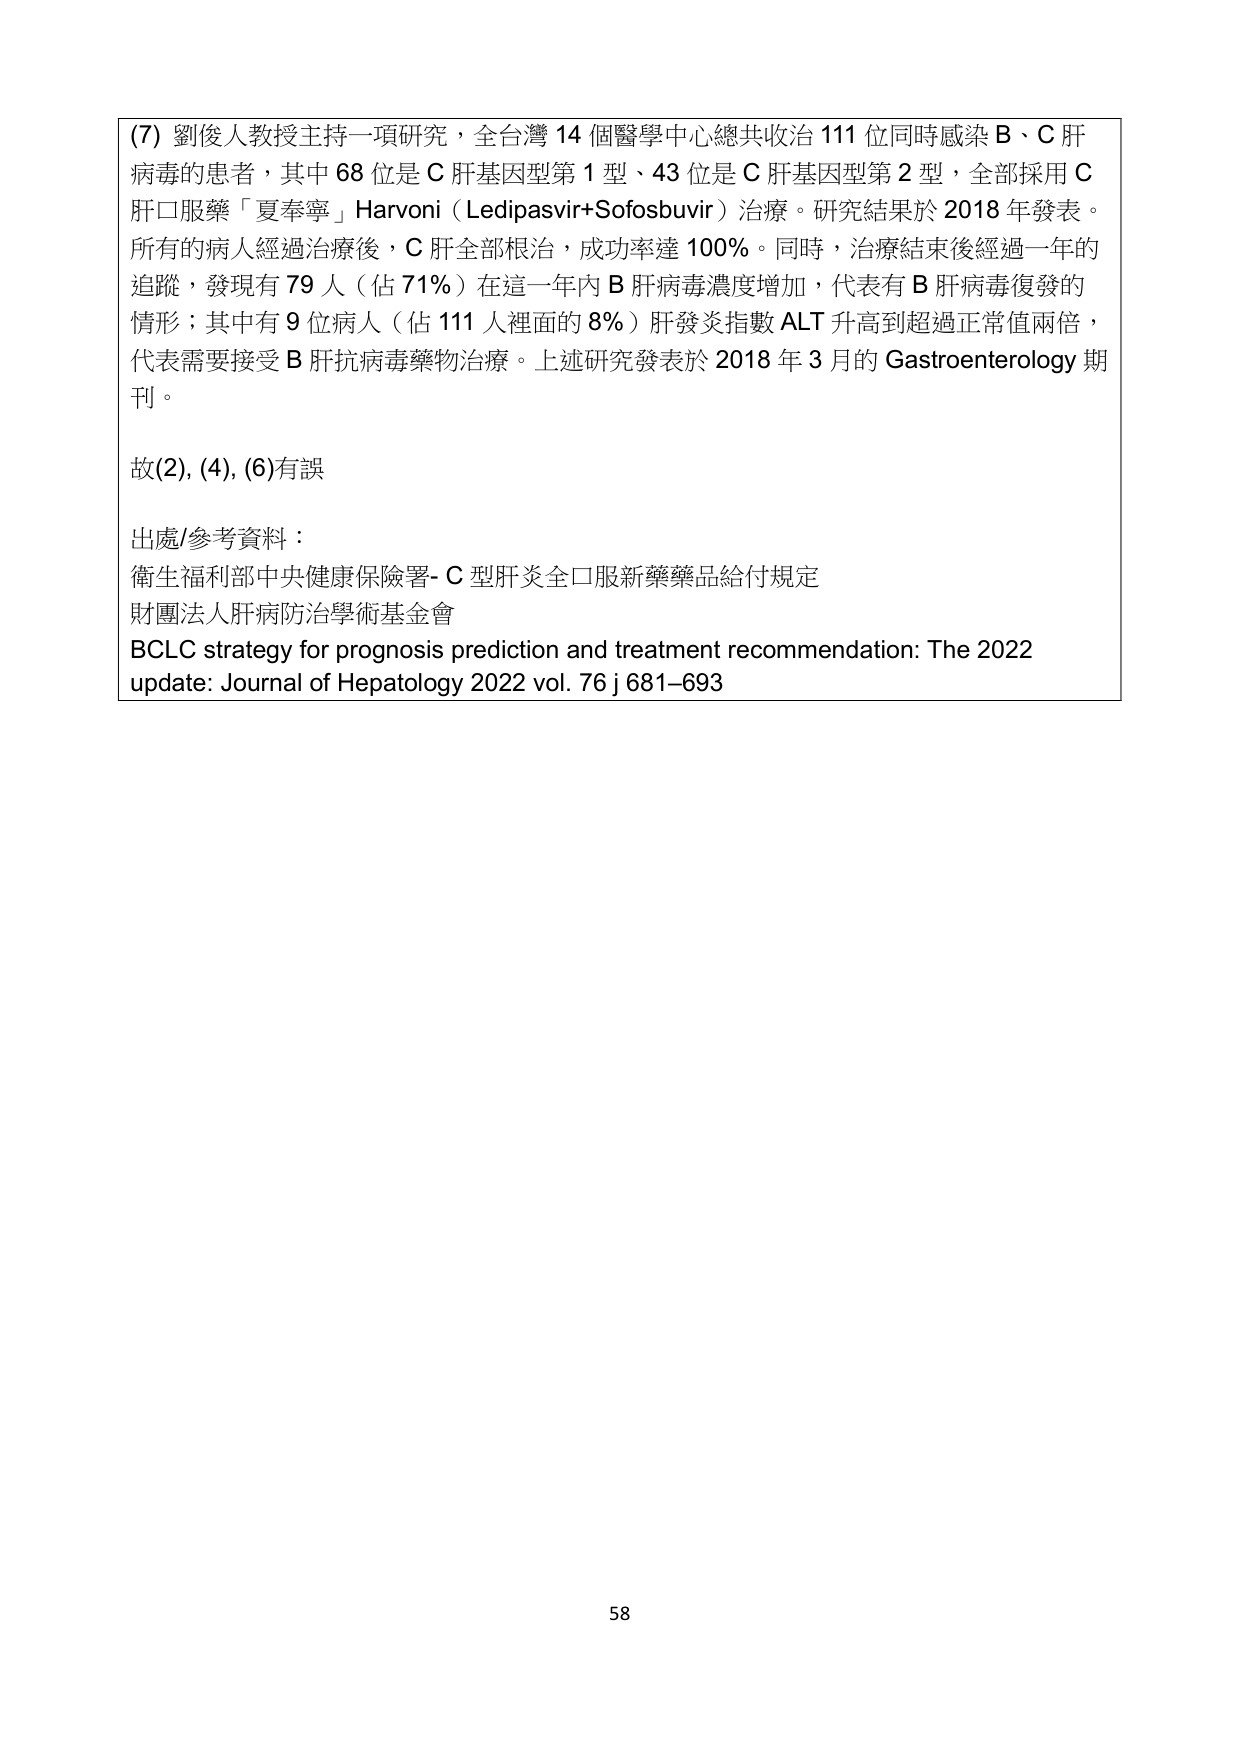 (7) 劉俊人教授主持一項研究，全台灣 14 個醫學中心總共收治 111 位同時感染 B、C 肝
病毒的患者，其中 68 位是 C 肝基因型第 1 型、43 位是 C 肝基因型第 2 型，全部採用 C
肝口服藥「夏奉寧」Harvoni（Ledipasvir+Sofosbuvir）治療。研究結果於 2018 年發表。
所有的病人經過治療後，C 肝全部根治，成功率達 100%。同時，治療結束後經過一年的
追蹤，發現有 79 人（佔 71%）在這一年內 B 肝病毒濃度增加，代表有 B 肝病毒復發的
情形；其中有 9 位病人（佔 111 人裡面的 8%）肝發炎指數 ALT 升高到超過正常值兩倍，
代表需要接受 B 肝抗病毒藥物治療。上述研究發表於 2018 年 3 月的 Gastroenterology 期
刊。
故(2), (4), (6)有誤
出處/參考資料：
衛生福利部中央健康保險署- C 型肝炎全口服新藥藥品給付規定
財團法人肝病防治學術基金會
BCLC strategy for prognosis prediction and treatment recommendation: The 2022
update: Journal of Hepatology 2022 vol. 76 j 681–693
58